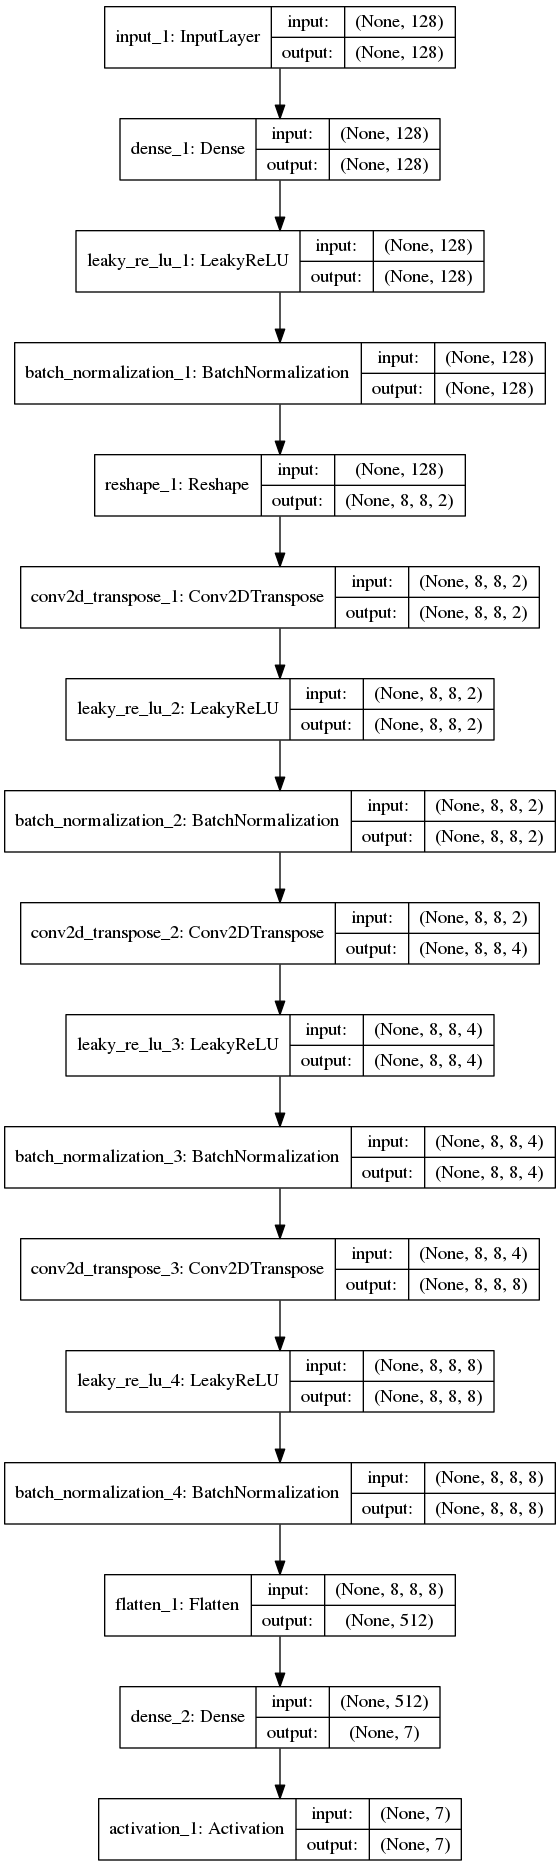 input_1: InputLayer
input: (None, 128)
output: (None, 128)
dense_1: Dense
input: (None, 128)
output: (None, 128)
leaky_re_lu_1: LeakyReLU
input: (None, 128)
output: (None, 128)
batch_normalization_1: BatchNormalization
input: (None, 128)
output: (None, 128)
reshape_1: Reshape
input: (None, 128)
output: (None, 8, 8, 2)
conv2d_transpose_1: Conv2DTranspose
input: (None, 8, 8, 2)
output: (None, 8, 8, 2)
leaky_re_lu_2: LeakyReLU
input: (None, 8, 8, 2)
output: (None, 8, 8, 2)
batch_normalization_2: BatchNormalization
input: (None, 8, 8, 2)
output: (None, 8, 8, 2)
conv2d_transpose_2: Conv2DTranspose
input: (None, 8, 8, 2)
output: (None, 8, 8, 4)
leaky_re_lu_3: LeakyReLU
input: (None, 8, 8, 4)
output: (None, 8, 8, 4)
batch_normalization_3: BatchNormalization
input: (None, 8, 8, 4)
output: (None, 8, 8, 4)
conv2d_transpose_3: Conv2DTranspose
input: (None, 8, 8, 4)
output: (None, 8, 8, 8)
leaky_re_lu_4: LeakyReLU
input: (None, 8, 8, 8)
output: (None, 8, 8, 8)
batch_normalization_4: BatchNormalization
input: (None, 8, 8, 8)
output: (None, 8, 8, 8)
flatten_1: Flatten
input: (None, 8, 8, 8)
output: (None, 512)
dense_2: Dense
input: (None, 512)
output: (None, 7)
activation_1: Activation
input: (None, 7)
output: (None, 7)